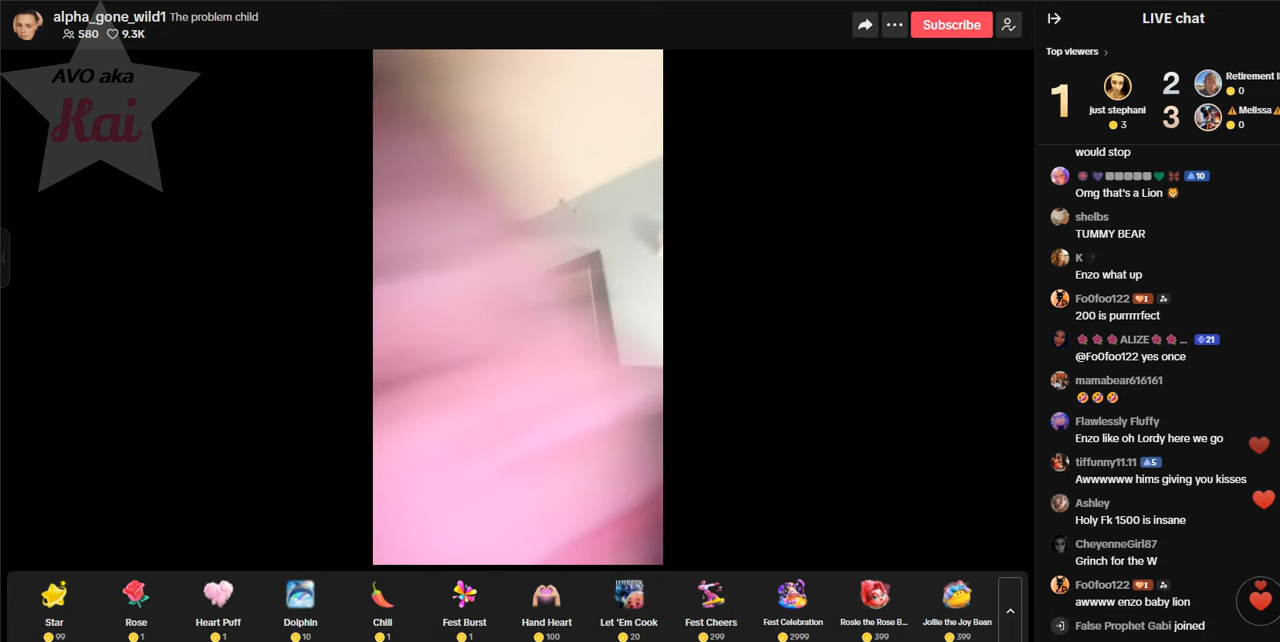 alpha_gone_wild1 The problem child
580 9.3K
Subscribe
AVO aka
Kai
LIVE chat
Top viewers
1
just stephani
3
2
Retirement
0
3
Melissa
0
would stop
10
Omg that's a Lion 🦁
shelbs
TUMMY BEAR
K
Enzo what up
Fo0foo122 I
200 is purrrrrfect
ALIZE ... 21
@Fo0foo122 yes once
mamabear616161
🤣🤣🤣
Flawlessly Fluffy
Enzo like oh Lordy here we go
tiffunny11.11 5
Awwwwww hims giving you kisses
Ashley
Holy Fk 1500 is insane
CheyenneGirl87
Grinch for the W
Fo0foo122 I
awwww enzo baby lion
False Prophet Gabi joined
Star
99
Rose
1
Heart Puff
1
Dolphin
10
Chili
1
Fest Burst
1
Hand Heart
100
Let 'Em Cook
20
Fest Cheers
299
Fest Celebration
2999
Rosie the Rose B...
399
Jollie the Joy Bean
399